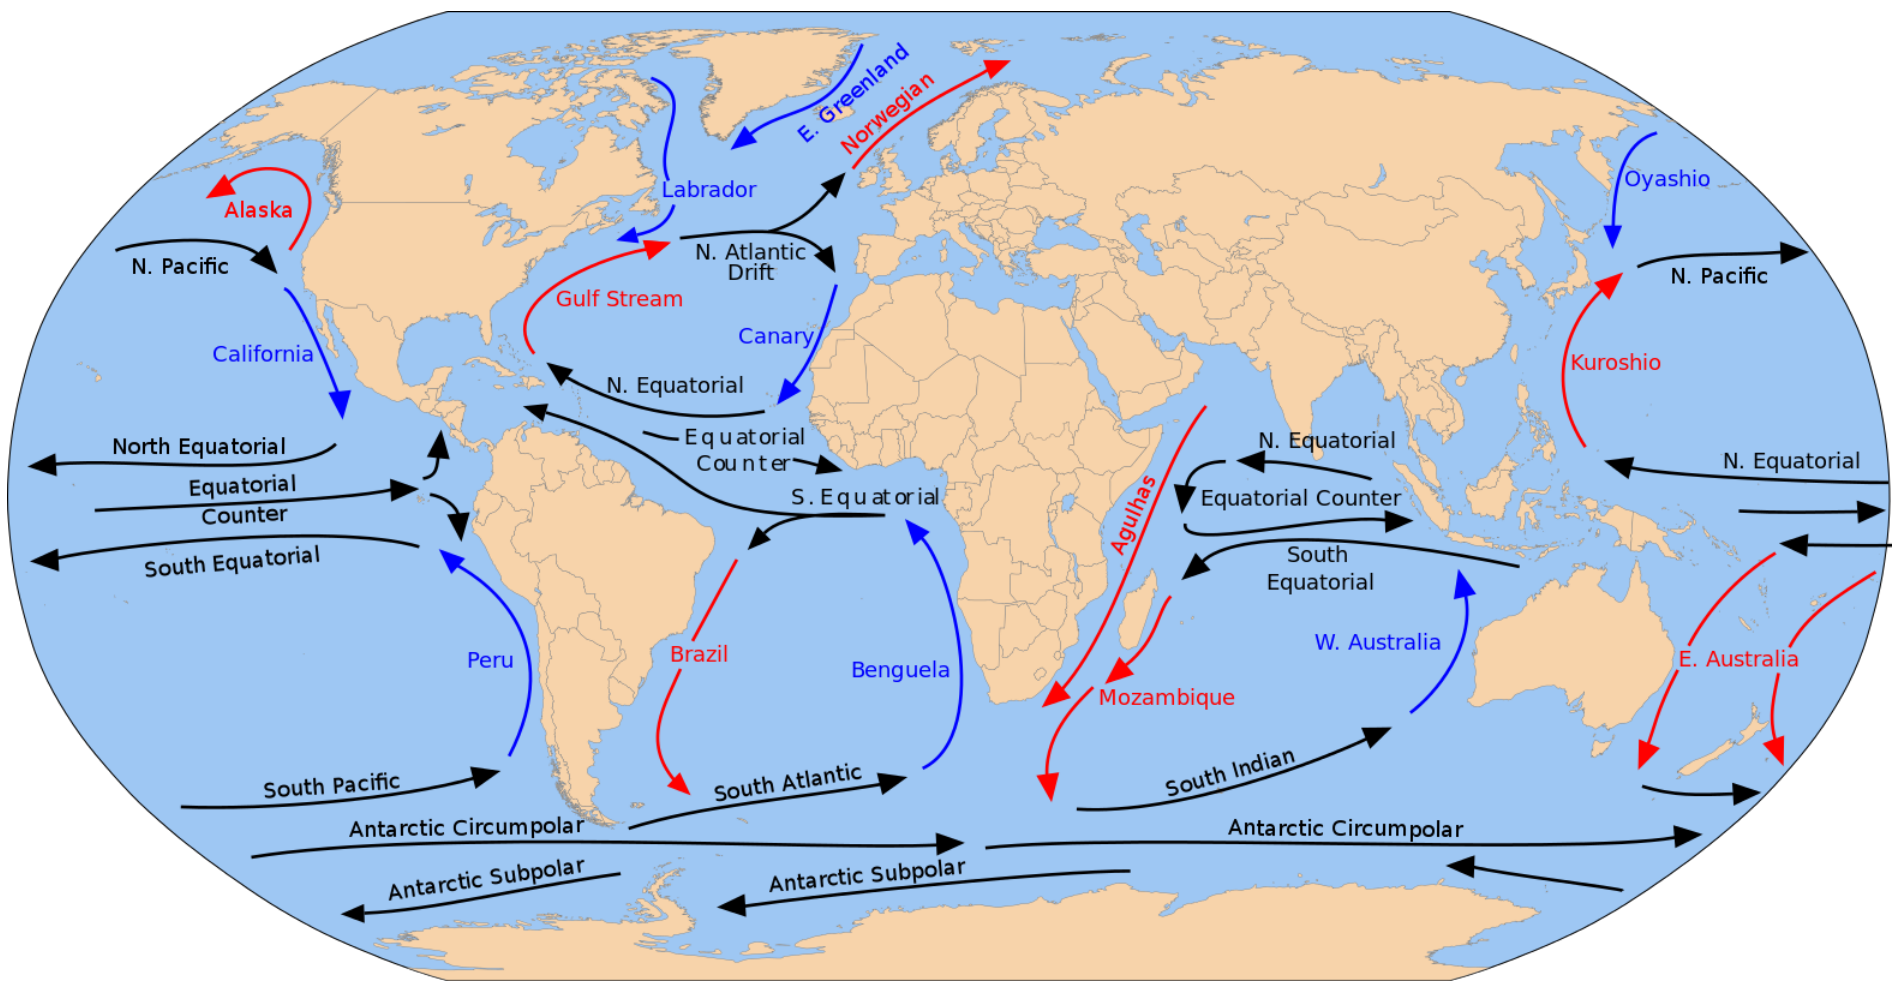 E. Greenland
Norwegian
Labrador
Oyashio
Alaska
N. Pacific
N. Atlantic
Drift
N. Pacific
Gulf Stream
Canary
California
Kuroshio
N. Equatorial
North Equatorial
Equatorial
Counter
N. Equatorial
N. Equatorial
Equatorial
Counter
S. Equatorial
Equatorial Counter
Agulhas
South Equatorial
South
Equatorial
Peru
Brazil
Benguela
W. Australia
E. Australia
Mozambique
South Pacific
South Atlantic
South Indian
Antarctic Circumpolar
Antarctic Circumpolar
Antarctic Subpolar
Antarctic Subpolar